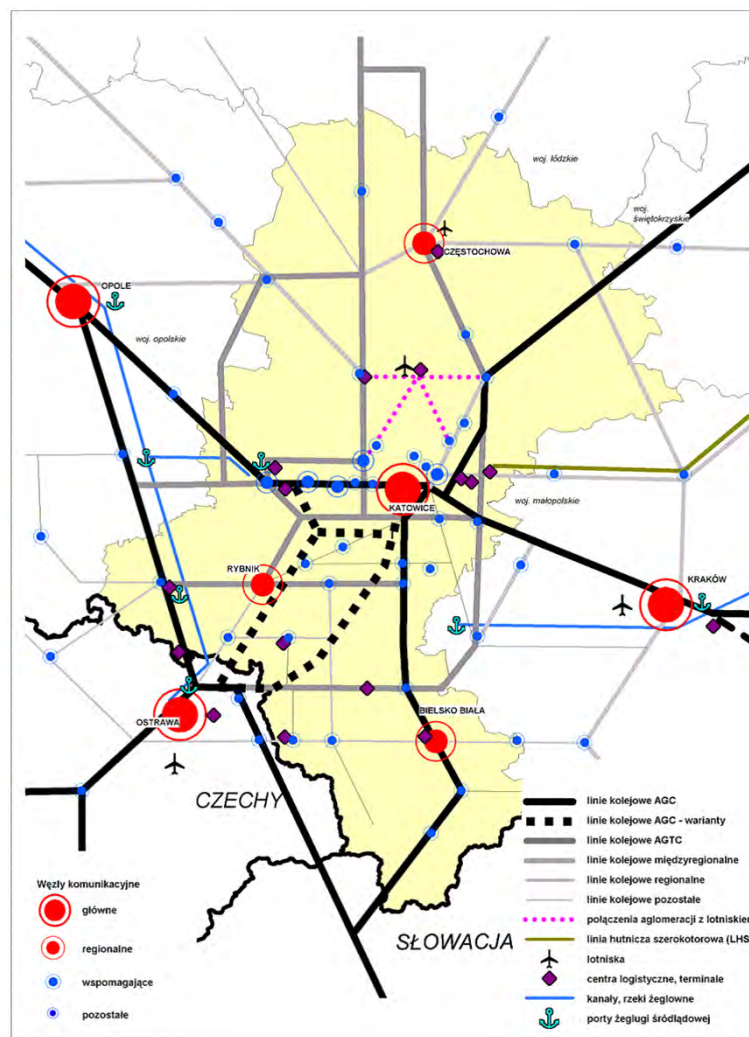 woj. łódzkie
woj.
świętokrzyskie
CZĘSTOCHOWA
OPOLE
woj. opolskie
KATOWICE
woj. małopolskie
RYBNIK
KRAKÓW
OSTRAWA
BIELSKO BIAŁA
CZECHY
SŁOWACJA
Węzły komunikacyjne
główne
regionalne
wspomagające
pozostałe
linie kolejowe AGC
linie kolejowe AGC - warianty
linie kolejowe AGTC
linie kolejowe międzyregionalne
linie kolejowe regionalne
linie kolejowe pozostałe
połączenia aglomeracji z lotniskiem
linia hutnicza szerokotorowa (LHS
lotniska
centra logistyczne, terminale
kanały, rzeki żeglowne
porty żeglugi śródlądowej